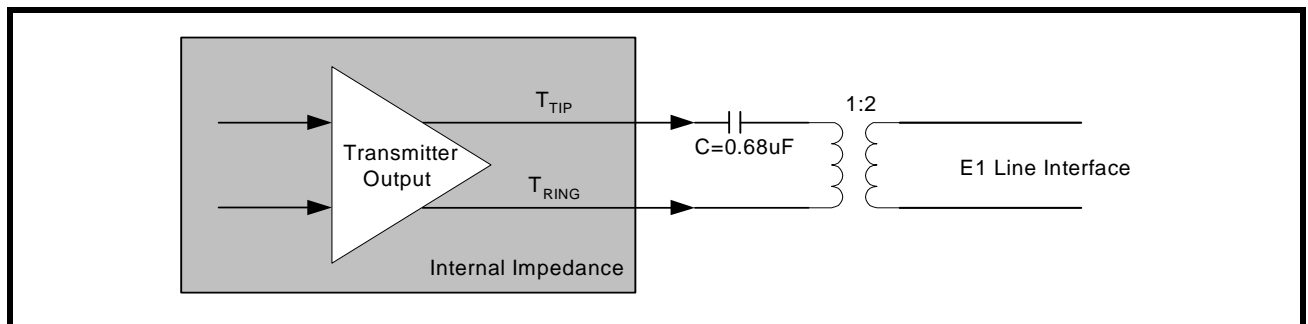 T_TIP
1:2
C=0.68uF
Transmitter
Output
E1 Line Interface
T_RING
Internal Impedance